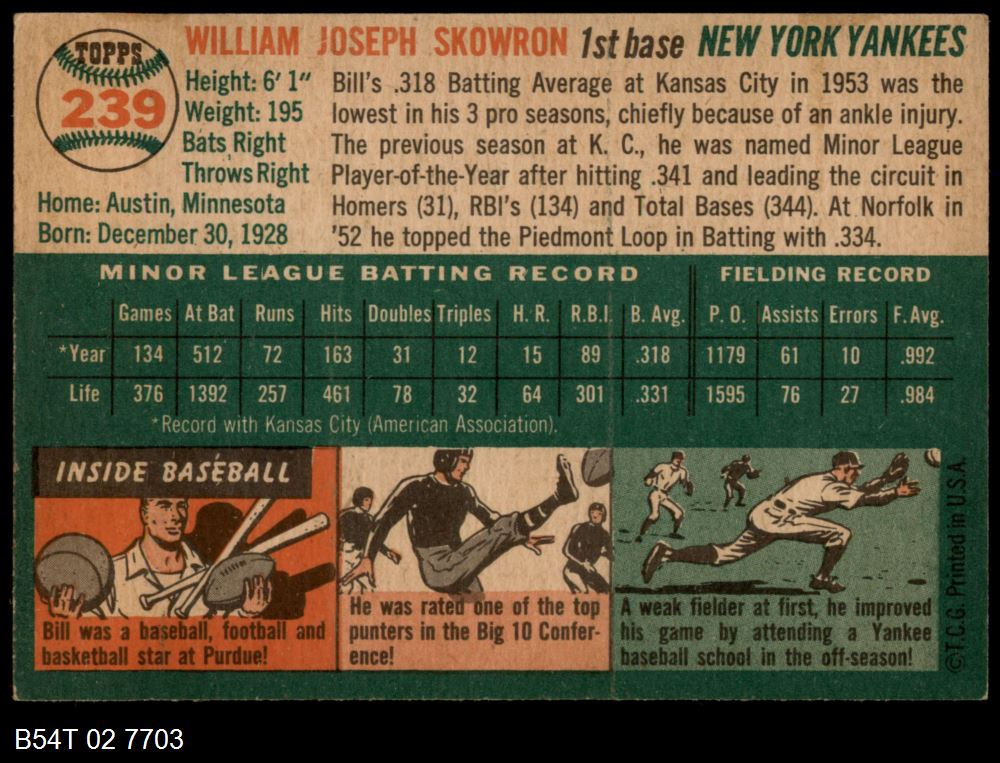 TOPPS
239
WILLIAM JOSEPH SKOWRON 1st base NEW YORK YANKEES
Height: 6' 1"
Weight: 195
Bats Right
Throws Right
Home: Austin, Minnesota
Born: December 30, 1928
Bill's .318 Batting Average at Kansas City in 1953 was the
lowest in his 3 pro seasons, chiefly because of an ankle injury.
The previous season at K. C., he was named Minor League
Player-of-the-Year after hitting .341 and leading the circuit in
Homers (31), RBI's (134) and Total Bases (344). At Norfolk in
'52 he topped the Piedmont Loop in Batting with .334.
MINOR LEAGUE BATTING RECORD FIELDING RECORD
Games At Bat Runs Hits Doubles Triples H. R. R.B.I. B. Avg. P. O. Assists Errors F. Avg.
*Year 134 512 72 163 31 12 15 89 .318 1179 61 10 .992
Life 376 1392 257 461 78 32 64 301 .331 1595 76 27 .984
*Record with Kansas City (American Association).
INSIDE BASEBALL
Bill was a baseball, football and
basketball star at Purdue!
He was rated one of the top
punters in the Big 10 Confer-
ence!
A weak fielder at first, he improved
his game by attending a Yankee
baseball school in the off-season!
©T.C.G. Printed in U.S.A.
B54T 02 7703